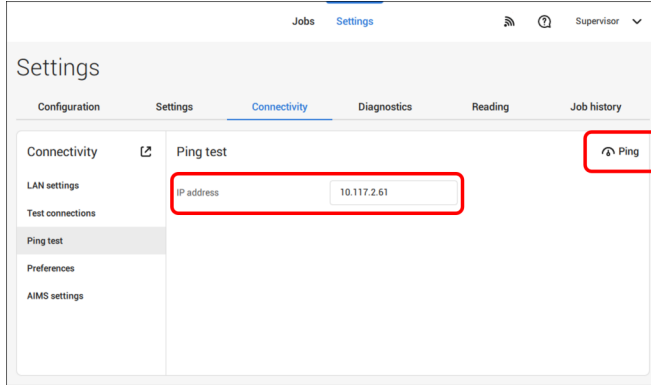 Jobs Settings Supervisor
Settings
Configuration Settings Connectivity Diagnostics Reading Job history
Connectivity Ping test Ping
LAN settings
IP address 10.117.2.61
Test connections
Ping test
Preferences
AIMS settings